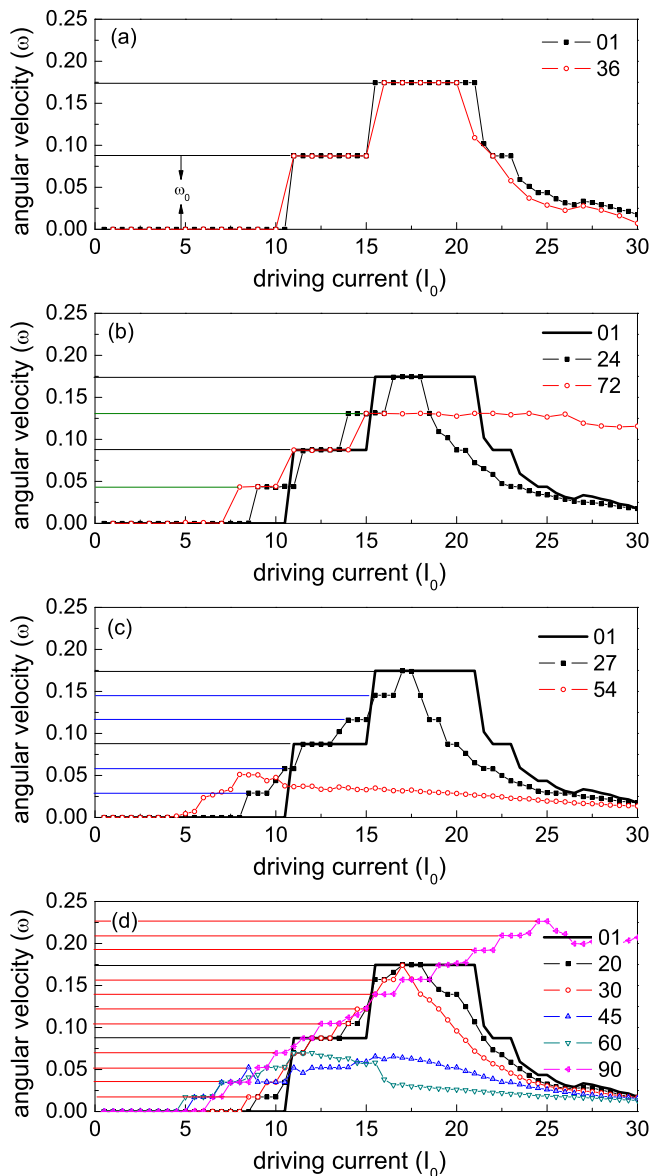 (a)
01
36
0.25
0.20
0.15
0.10
0.05
0.00
ω₀
angular velocity (ω)
0 5 10 15 20 25 30
driving current (I₀)
(b)
01
24
72
0.25
0.20
0.15
0.10
0.05
0.00
angular velocity (ω)
0 5 10 15 20 25 30
driving current (I₀)
(c)
01
27
54
0.25
0.20
0.15
0.10
0.05
0.00
angular velocity (ω)
0 5 10 15 20 25 30
driving current (I₀)
(d)
01
20
30
45
60
90
0.25
0.20
0.15
0.10
0.05
0.00
angular velocity (ω)
0 5 10 15 20 25 30
driving current (I₀)